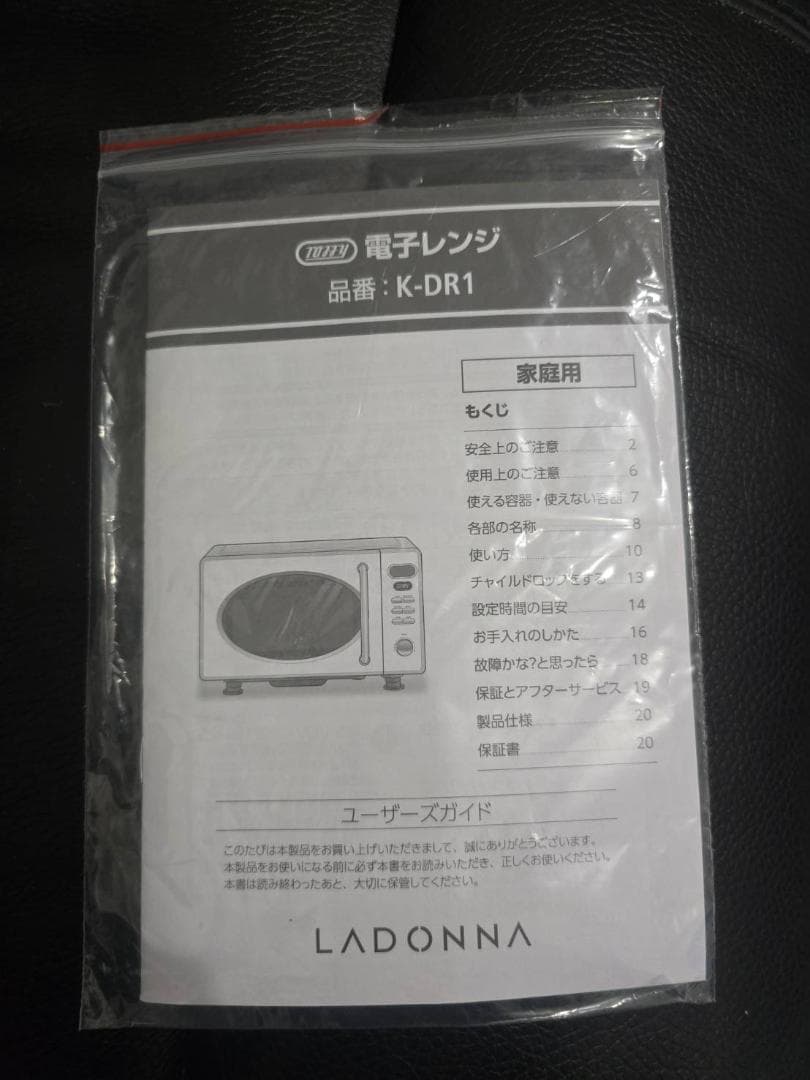 Toffy 電子レンジ
品番：K-DR1
家庭用
もくじ
安全上のご注意 2
使用上のご注意 6
使える容器・使えない容器 7
各部の名称 8
使い方 10
チャイルドロックをする 13
設定時間の目安 14
お手入れのしかた 16
故障かな?と思ったら 18
保証とアフターサービス 19
製品仕様 20
保証書 20
ユーザーズガイド
このたびは本製品をお買い上げいただきまして、誠にありがとうございます。
本製品をお使いになる前に必ず本書をお読みいただき、正しくお使いください。
本書は読み終わったあと、大切に保管してください。
LADONNA